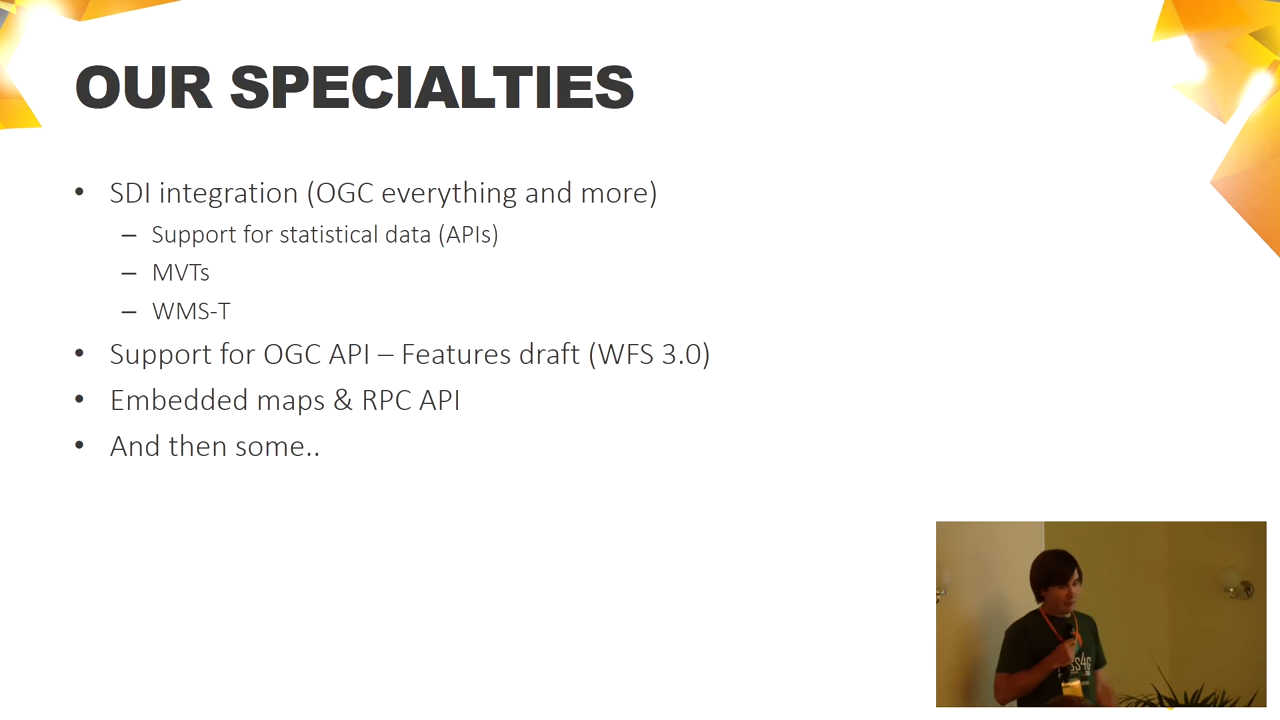 OUR SPECIALTIES
• SDI integration (OGC everything and more)
– Support for statistical data (APIs)
– MVTs
– WMS-T
• Support for OGC API – Features draft (WFS 3.0)
• Embedded maps & RPC API
• And then some..